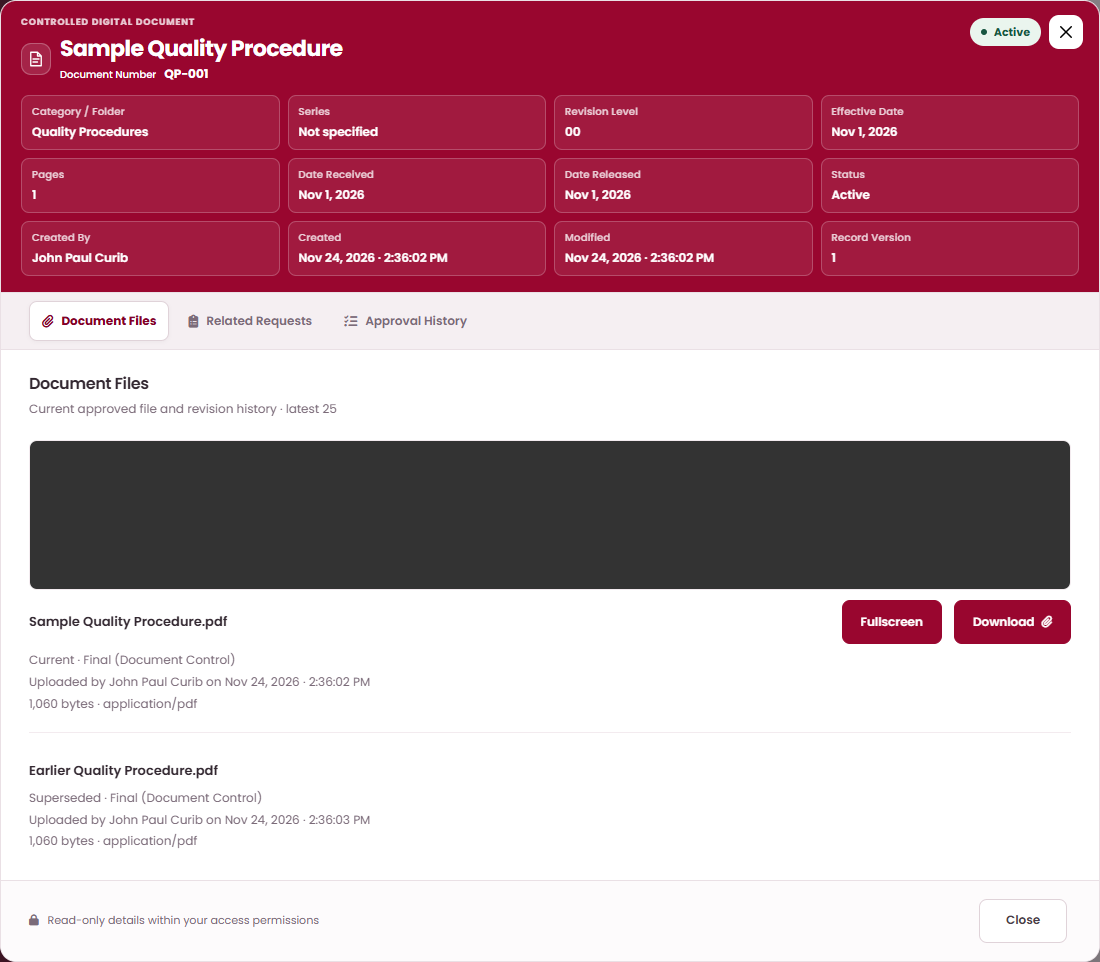 CONTROLLED DIGITAL DOCUMENT
Sample Quality Procedure
Document Number QP-001
Active
Category / Folder
Quality Procedures
Series
Not specified
Revision Level
00
Effective Date
Nov 1, 2026
Pages
1
Date Received
Nov 1, 2026
Date Released
Nov 1, 2026
Status
Active
Created By
John Paul Curib
Created
Nov 24, 2026 · 2:36:02 PM
Modified
Nov 24, 2026 · 2:36:02 PM
Record Version
1
Document Files
Related Requests
Approval History
Document Files
Current approved file and revision history · latest 25
Sample Quality Procedure.pdf
Fullscreen
Download
Current · Final (Document Control)
Uploaded by John Paul Curib on Nov 24, 2026 · 2:36:02 PM
1,060 bytes · application/pdf
Earlier Quality Procedure.pdf
Superseded · Final (Document Control)
Uploaded by John Paul Curib on Nov 24, 2026 · 2:36:03 PM
1,060 bytes · application/pdf
Read-only details within your access permissions
Close